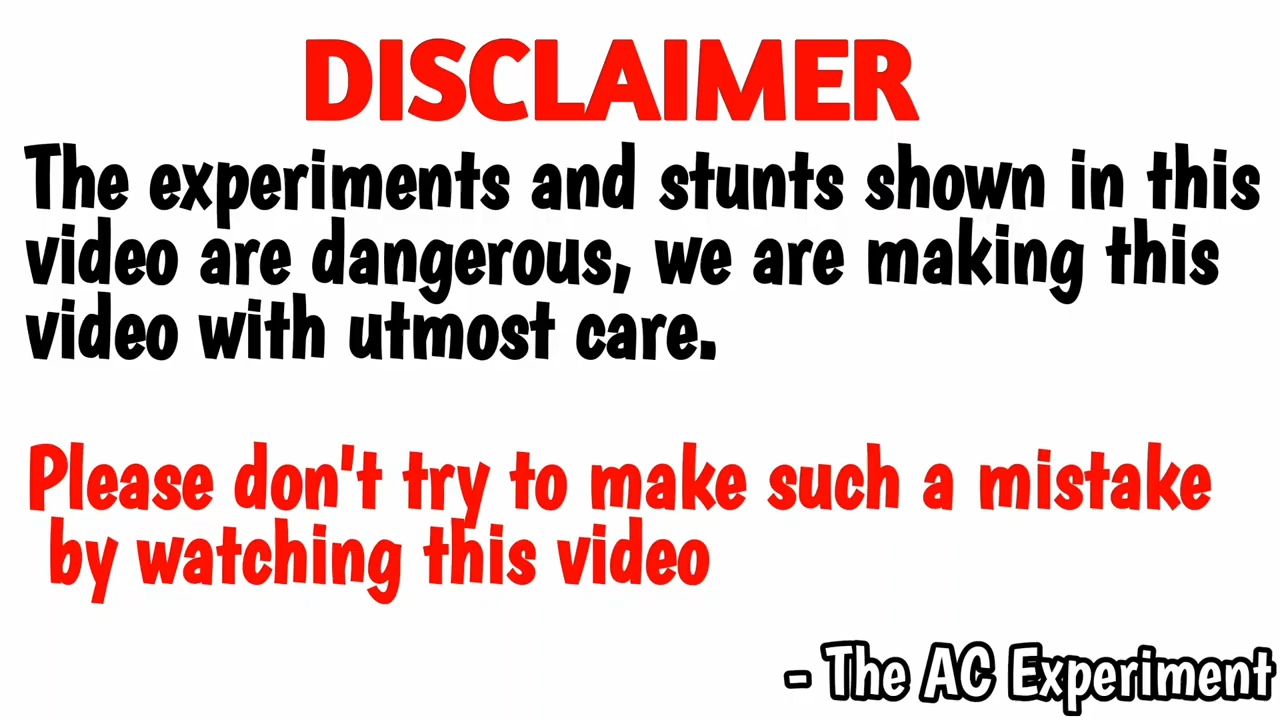 DISCLAIMER
The experiments and stunts shown in this
video are dangerous, we are making this
video with utmost care.
Please don't try to make such a mistake
by watching this video
- The AC Experiment